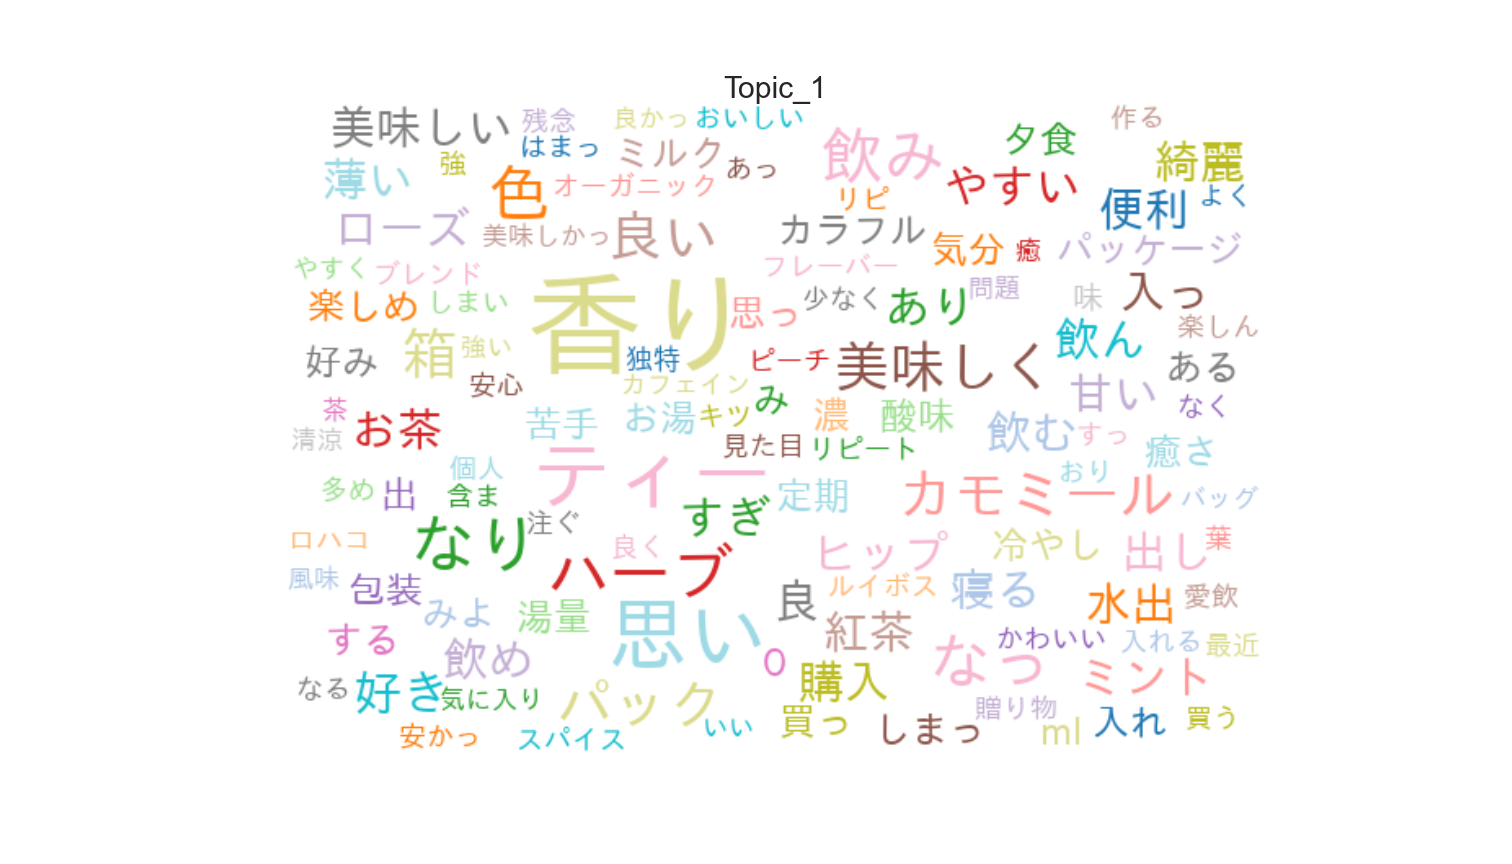 Topic_1
美味しい
残念
良かっ
おいしい
作る
はまっ
夕食
飲み
ミルク
綺麗
強
あっ
薄い
色
オーガニック
やすい
リピ
便利
よく
ローズ
美味しかっ
良い
カラフル
気分
癒
パッケージ
やすく
ブレンド
フレーバー
楽しめ
しまい
香り
思っ
少なく
あり
問題
味
入っ
楽しん
飲ん
好み
箱
強い
独特
ピーチ
美味しく
ある
安心
カフェイン
み
甘い
なく
茶
お茶
清涼
苦手
お湯
キッ
濃
酸味
飲む
すっ
見た目
リピート
癒さ
個人
ティー
おり
多め
出
含ま
定期
カモミール
バッグ
注ぐ
すぎ
なり
ロハコ
良く
ヒップ
冷やし
出し
葉
風味
包装
ハーブ
ルイボス
寝る
水出
愛飲
みよ
湯量
思い
良
紅茶
する
飲め
かわいい
入れる
最近
0
なっ
ミント
なる
好き
気に入り
パック
購入
贈り物
安かっ
スパイス
いい
買っ
しまっ
ml
入れ
買う